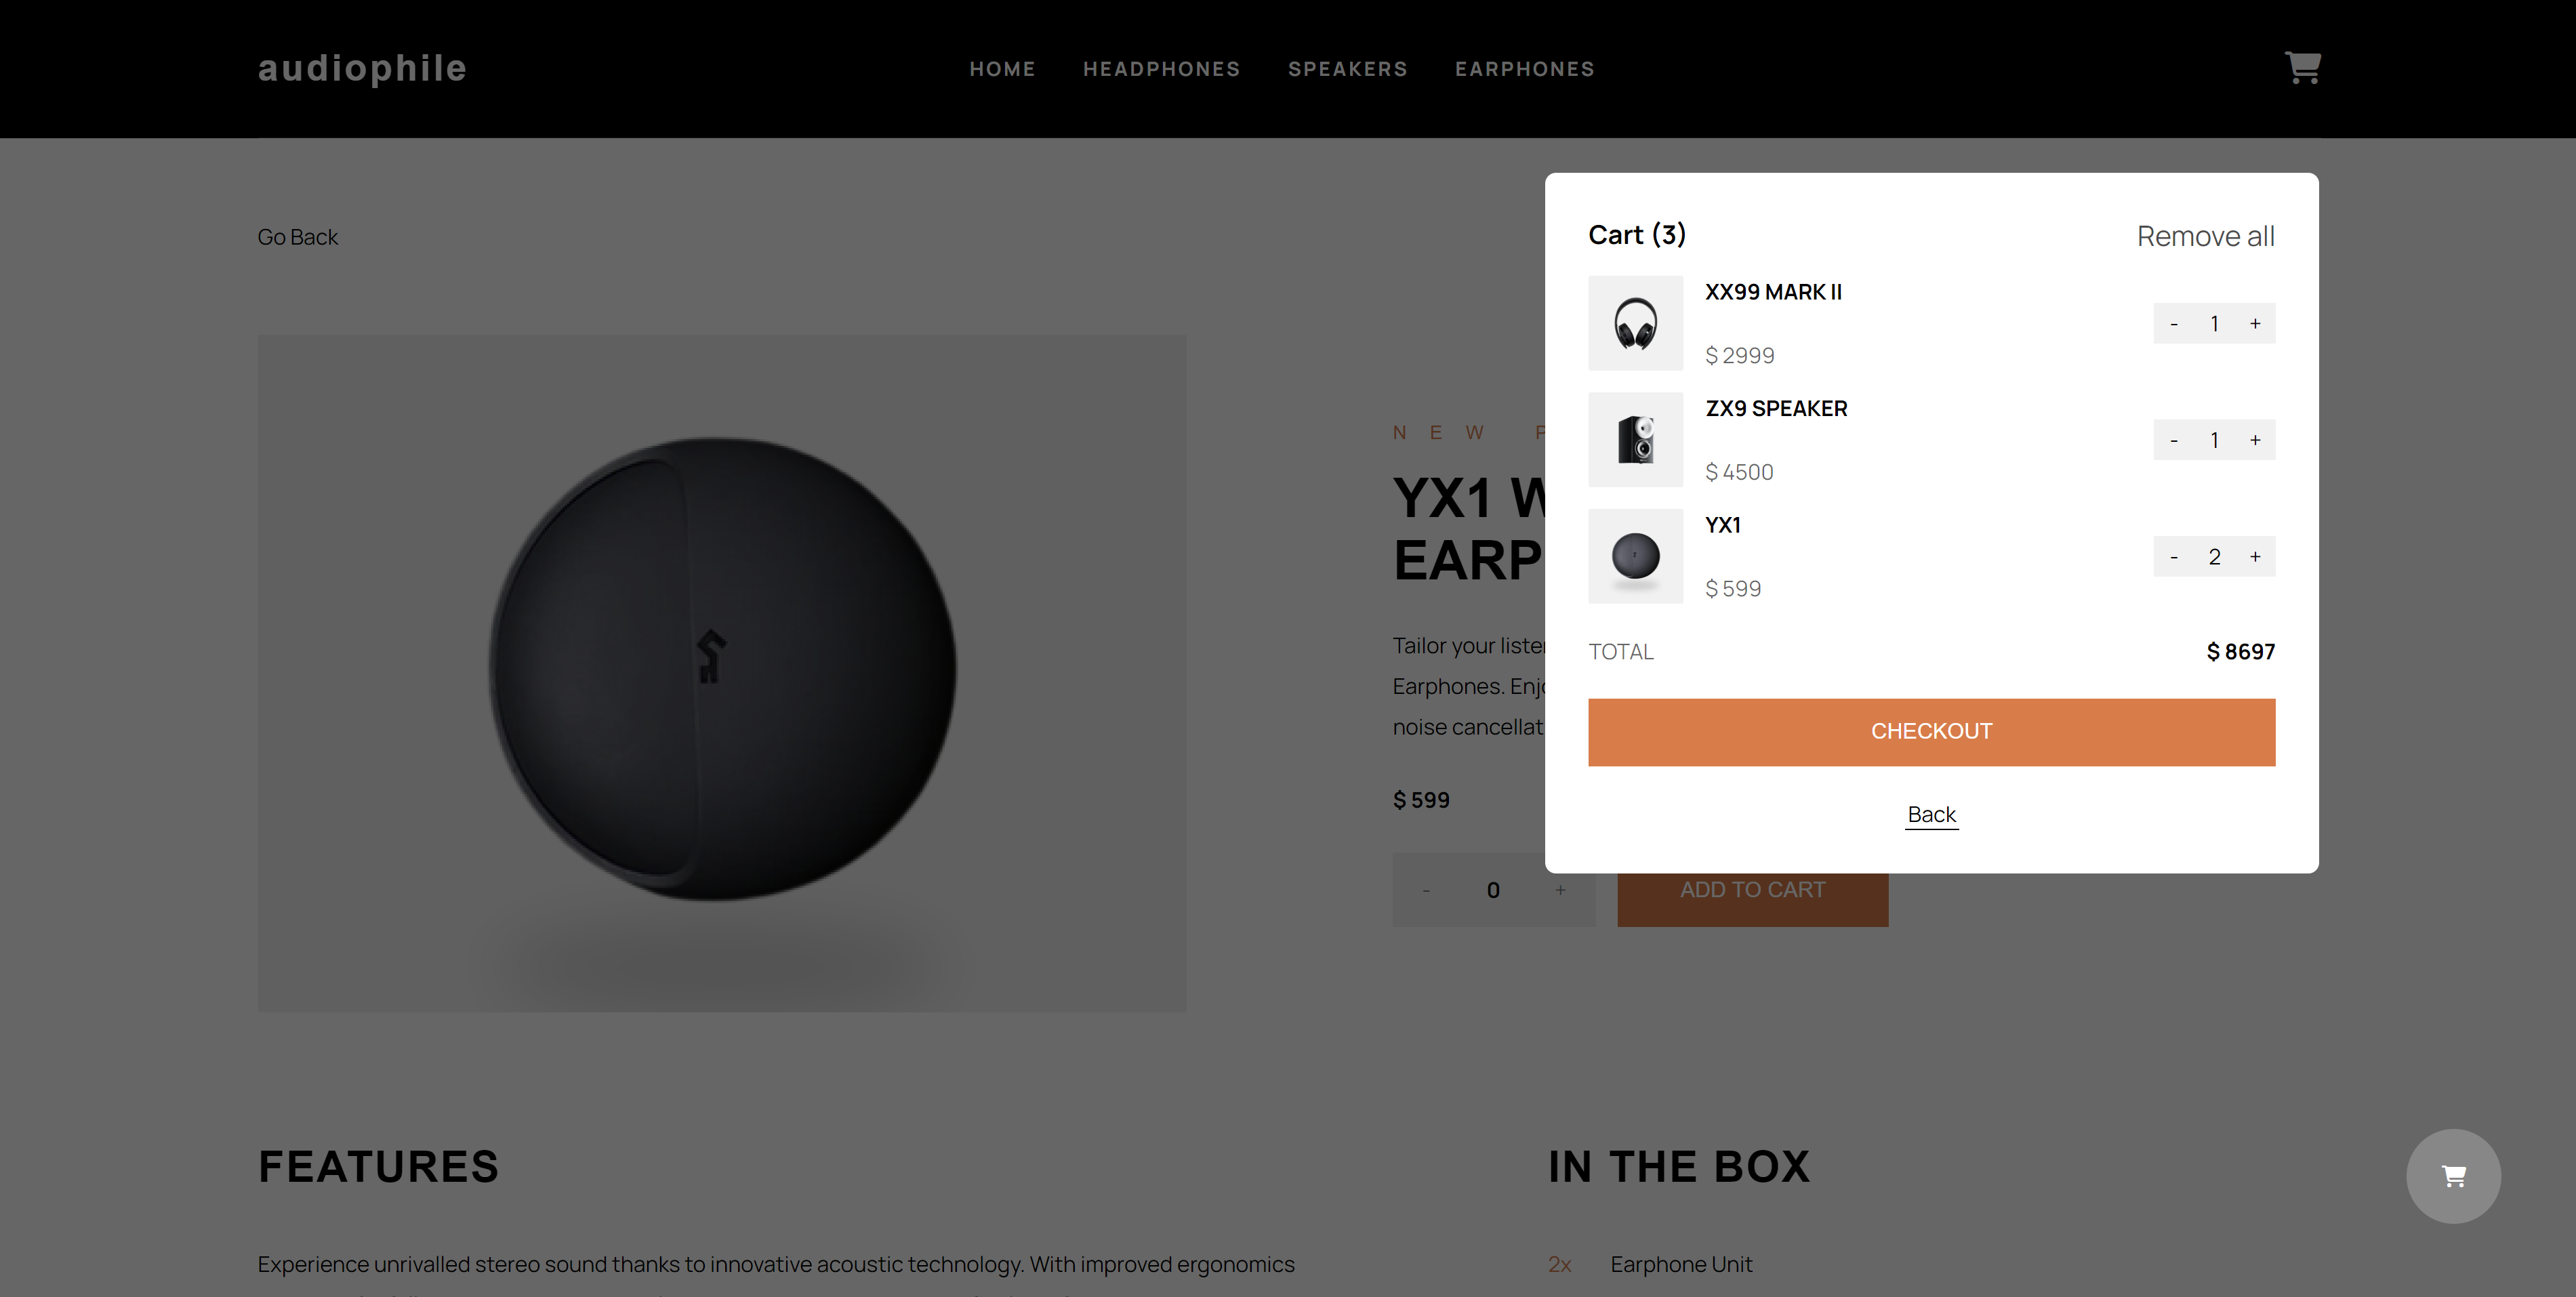 audiophile
HOME HEADPHONES SPEAKERS EARPHONES
Go Back
Cart (3) Remove all
XX99 MARK II
- 1 +
$ 2999
ZX9 SPEAKER
- 1 +
$ 4500
YX1
- 2 +
$ 599
TOTAL $ 8697
CHECKOUT
Back
NEW
YX1
EARP
Tailor your
Earphones.
noise
$ 599
- 0 + ADD TO CART
FEATURES
Experience unrivalled stereo sound thanks to innovative acoustic technology. With improved ergonomics
IN THE BOX
2x Earphone Unit